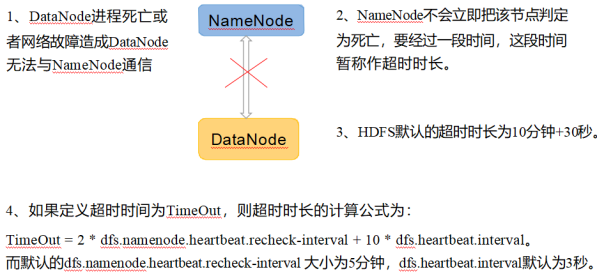 1、DataNode进程死亡或
者网络故障造成DataNode
无法与NameNode通信
NameNode
DataNode
2、NameNode不会立即把该节点判定
为死亡，要经过一段时间，这段时间
暂称作超时时长。
3、HDFS默认的超时时长为10分钟+30秒。
4、如果定义超时时间为TimeOut，则超时时长的计算公式为：
TimeOut = 2 * dfs.namenode.heartbeat.recheck-interval + 10 * dfs.heartbeat.interval。
而默认的dfs.namenode.heartbeat.recheck-interval 大小为5分钟，dfs.heartbeat.interval默认为3秒。